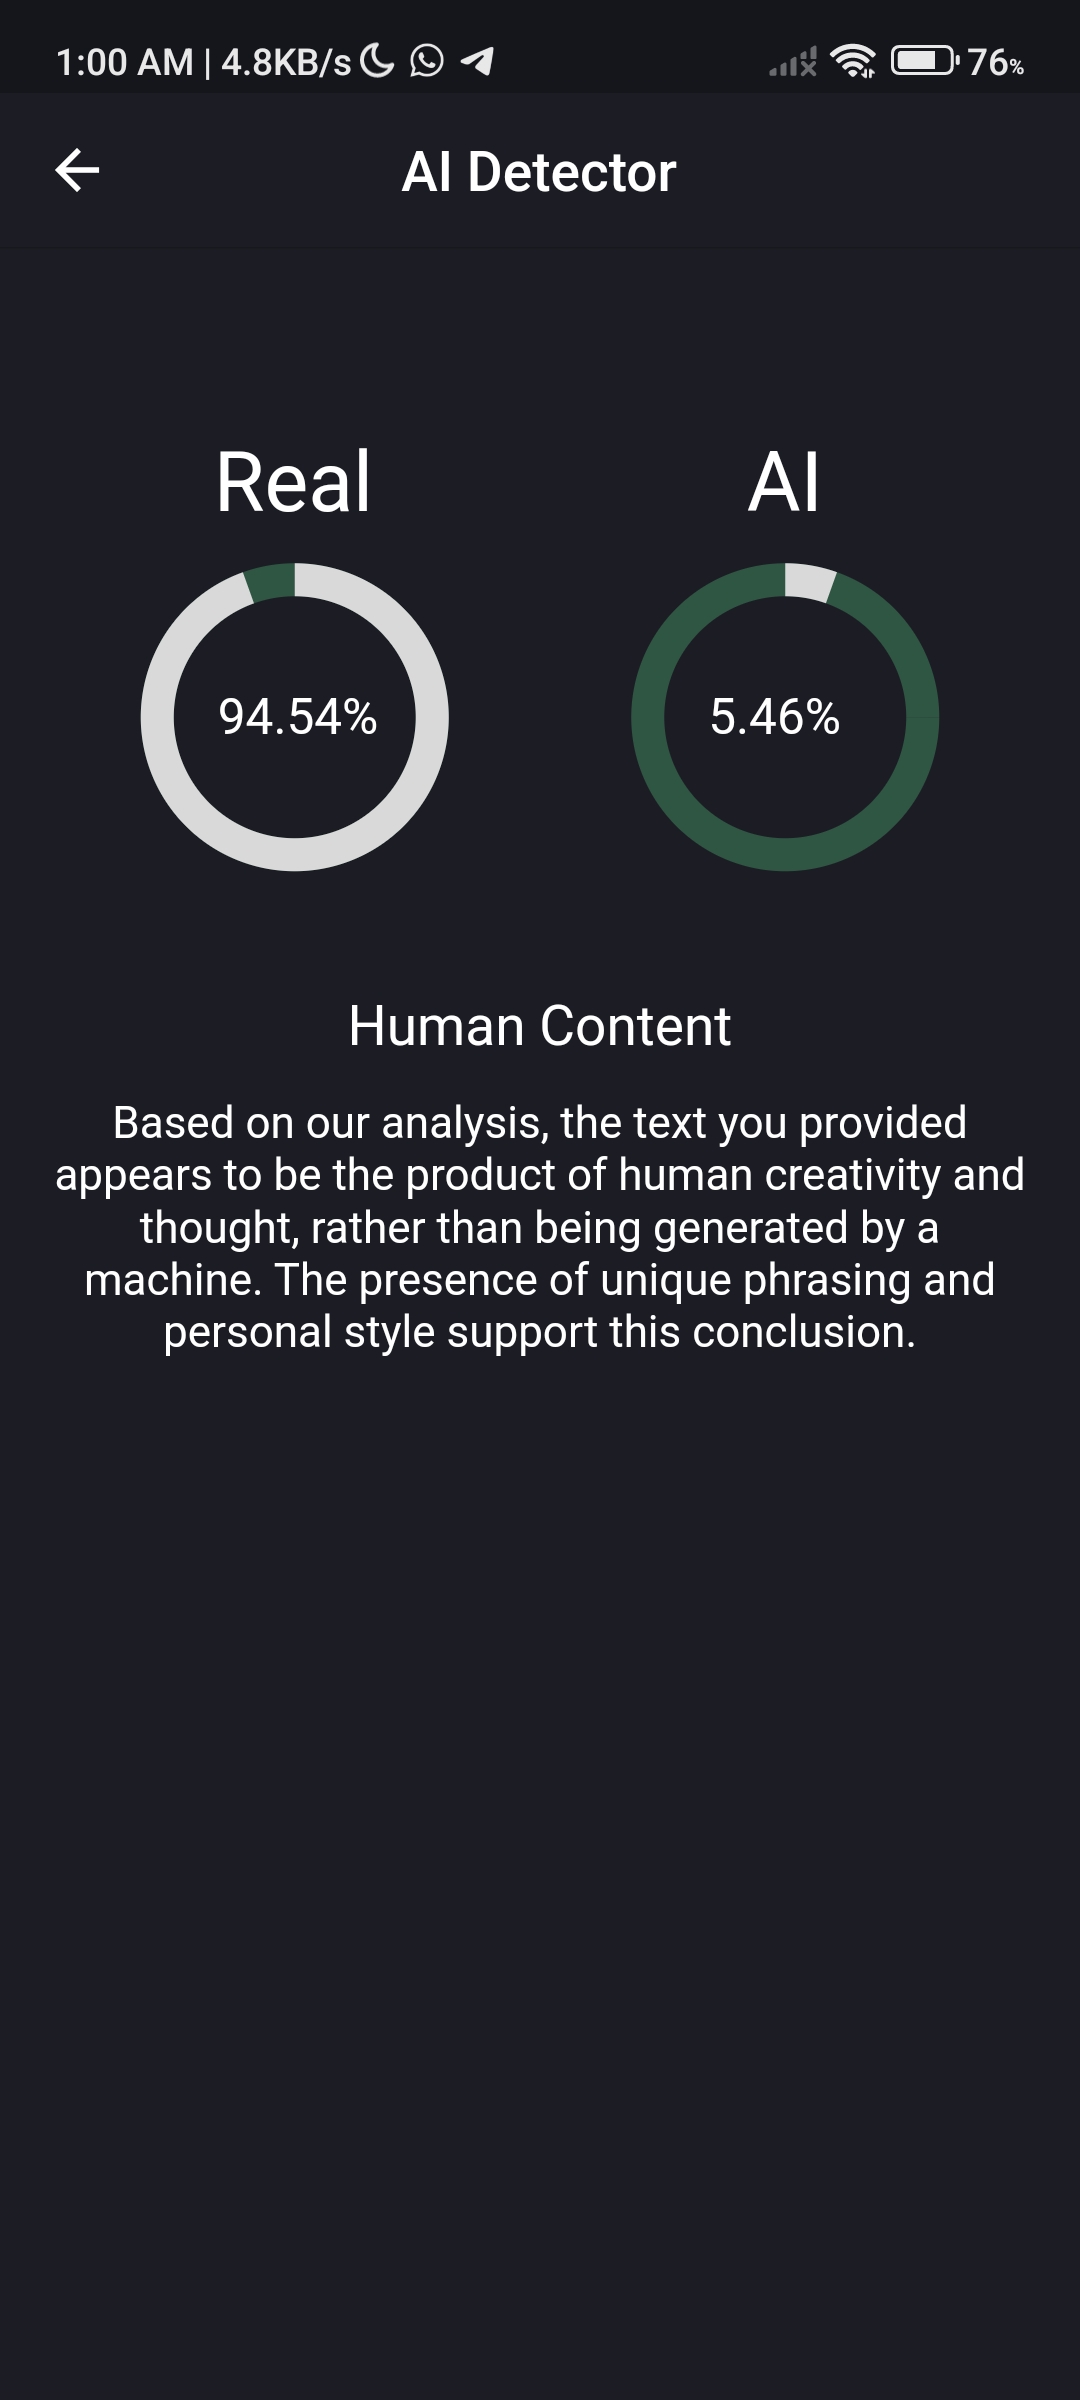 1:00 AM | 4.8KB/s 76%
AI Detector
Real AI
94.54% 5.46%
Human Content
Based on our analysis, the text you provided
appears to be the product of human creativity and
thought, rather than being generated by a
machine. The presence of unique phrasing and
personal style support this conclusion.